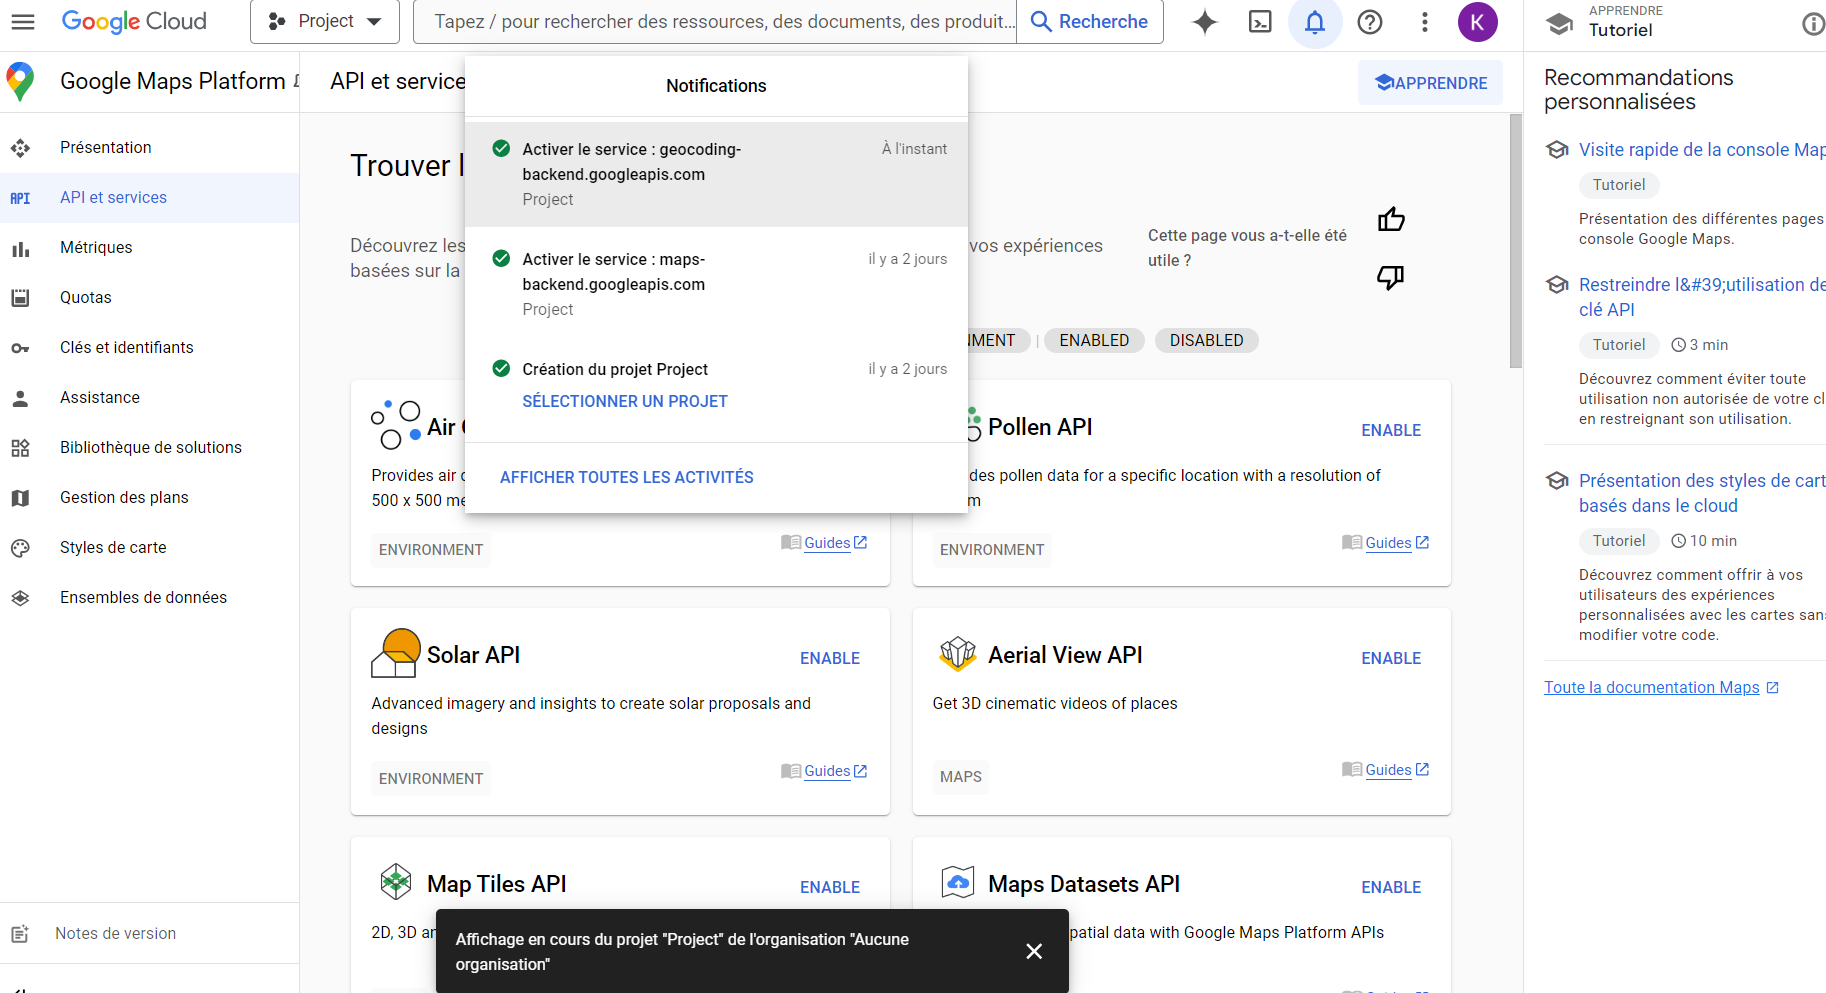 Google Cloud
Project
Tapez / pour rechercher des ressources, des documents, des produit...
Recherche
K
APPRENDRE
Tutoriel
Google Maps Platform
API et service
APPRENDRE
Présentation
API et services
Métriques
Quotas
Clés et identifiants
Assistance
Bibliothèque de solutions
Gestion des plans
Styles de carte
Ensembles de données
Notes de version
Notifications
Activer le service : geocoding-
backend.googleapis.com
Project
À l'instant
Activer le service : maps-
backend.googleapis.com
Project
il y a 2 jours
Création du projet Project
il y a 2 jours
SÉLECTIONNER UN PROJET
AFFICHER TOUTES LES ACTIVITÉS
Trouver
Découvrez les
basées sur la
vos expériences
Cette page vous a-t-elle été
utile ?
NMENT | ENABLED DISABLED
Air
Provides air
500 x 500 me
ENVIRONMENT
Guides
Pollen API
ENABLE
des pollen data for a specific location with a resolution of
m
ENVIRONMENT
Guides
Solar API
ENABLE
Advanced imagery and insights to create solar proposals and
designs
ENVIRONMENT
Guides
Aerial View API
ENABLE
Get 3D cinematic videos of places
MAPS
Guides
Map Tiles API
ENABLE
2D, 3D an
Maps Datasets API
ENABLE
patial data with Google Maps Platform APIs
Affichage en cours du projet "Project" de l'organisation "Aucune
organisation"
Recommandations
personnalisées
Visite rapide de la console Map
Tutoriel
Présentation des différentes pages
console Google Maps.
Restreindre l&#39;utilisation de
clé API
Tutoriel
3 min
Découvrez comment éviter toute
utilisation non autorisée de votre cl
en restreignant son utilisation.
Présentation des styles de cart
basés dans le cloud
Tutoriel
10 min
Découvrez comment offrir à vos
utilisateurs des expériences
personnalisées avec les cartes sans
modifier votre code.
Toute la documentation Maps